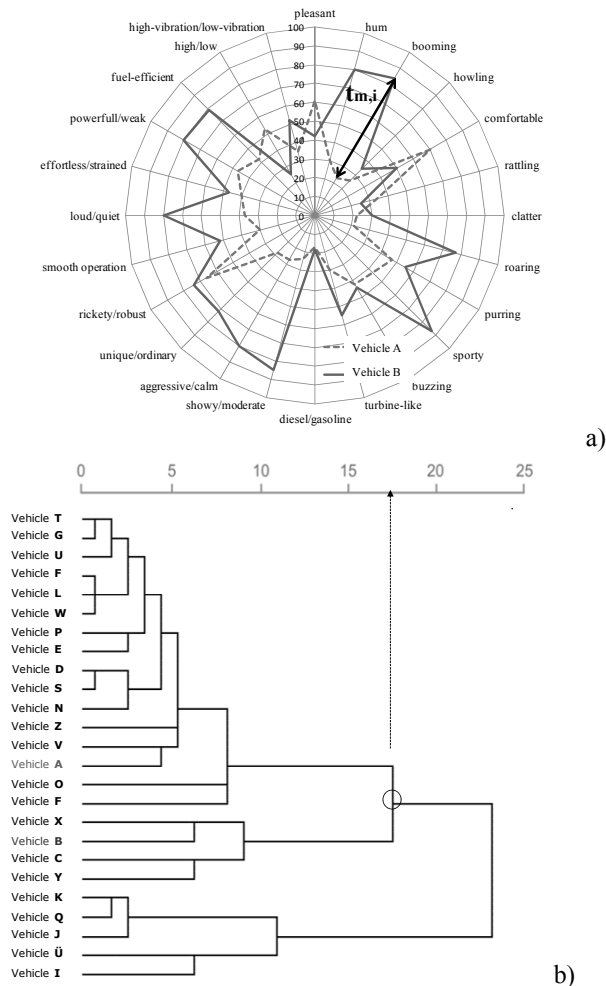 pleasant
high-vibration/low-vibration
hum
high/low
booming
fuel-efficient
howling
powerfull/weak
comfortable
effortless/strained
rattling
loud/quiet
clatter
smooth operation
roaring
rickety/robust
purring
unique/ordinary
sporty
aggressive/calm
buzzing
showy/moderate
turbine-like
diesel/gasoline
100
90
80
70
60
50
40
30
20
10
0
tm,i
Vehicle A
Vehicle B
a)
0 5 10 15 20 25
Vehicle T
Vehicle G
Vehicle U
Vehicle F
Vehicle L
Vehicle W
Vehicle P
Vehicle E
Vehicle D
Vehicle S
Vehicle N
Vehicle Z
Vehicle V
Vehicle A
Vehicle O
Vehicle F
Vehicle X
Vehicle B
Vehicle C
Vehicle Y
Vehicle K
Vehicle Q
Vehicle J
Vehicle Ü
Vehicle I
b)